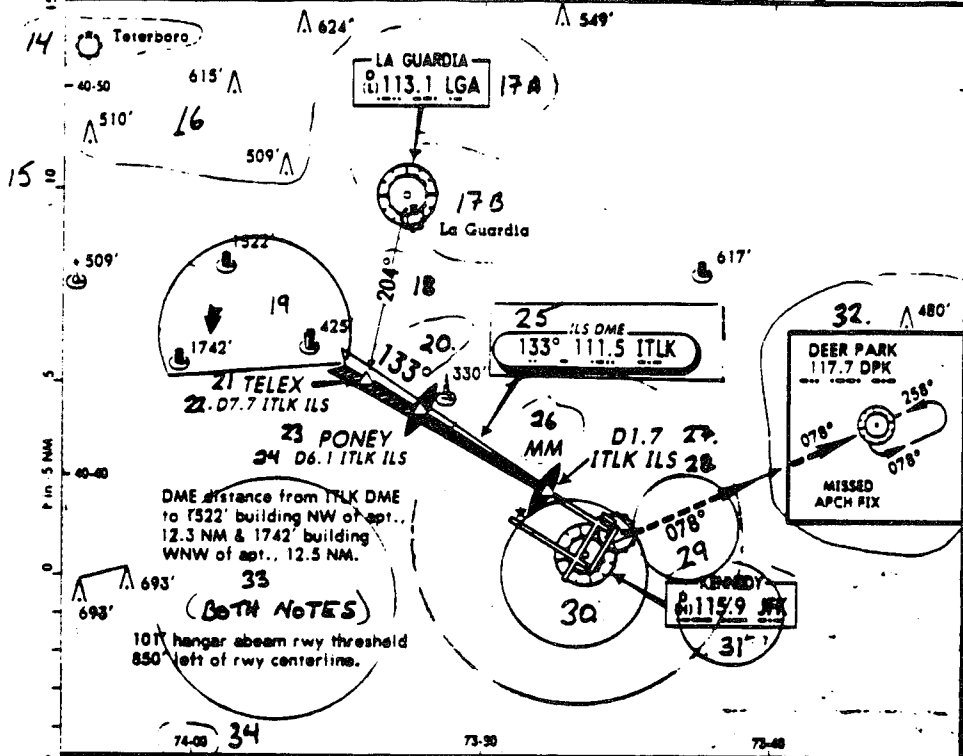 15
14
Teterboro
624'
549'
LA GUARDIA
D
(L) 113.1 LGA
17A)
40-50
615'
510'
16
509'
15
10
17B
La Guardia
509'
1522'
204°
18
617'
19
1742'
425'
133°
20.
25
ILS DME
133° 111.5 ITLK
32.
480'
DEER PARK
117.7 DPK
258°
078°
078°
MISSED
APCH FIX
5
21 TELEX
22. D7.7 ITLK ILS
330'
23 PONEY
24 D6.1 ITLK ILS
26
MM
D1.7
ITLK ILS
27.
28
40-40
5 NM
DME distance from ITLK DME
to 1522' building NW of apt.,
12.3 NM & 1742' building
WNW of apt., 12.5 NM.
078°
29
0
693'
693'
33
(BOTH NOTES)
101' hangar abeam rwy threshold
850' left of rwy centerline.
30
KENNEDY
D
(H) 115.9 JFK
31
74-00
34
73-50
73-40